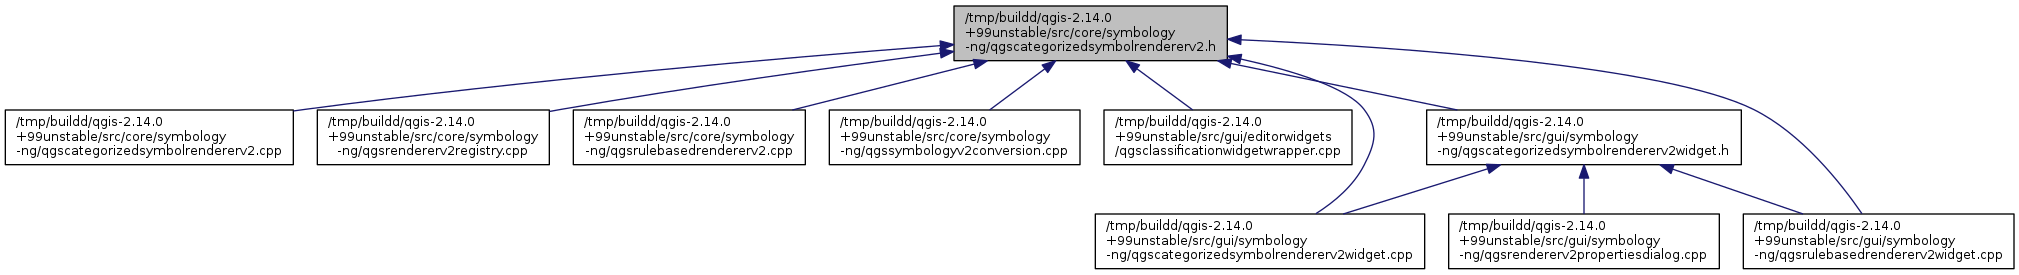 /tmp/buildd/qgis-2.14.0
+99unstable/src/core/symbology
-ng/qgscategorizedsymbolrendererv2.h
/tmp/buildd/qgis-2.14.0
+99unstable/src/core/symbology
-ng/qgscategorizedsymbolrendererv2.cpp
/tmp/buildd/qgis-2.14.0
+99unstable/src/core/symbology
-ng/qgsrendererv2registry.cpp
/tmp/buildd/qgis-2.14.0
+99unstable/src/core/symbology
-ng/qgsrulebasedrendererv2.cpp
/tmp/buildd/qgis-2.14.0
+99unstable/src/core/symbology
-ng/qgssymbologyv2conversion.cpp
/tmp/buildd/qgis-2.14.0
+99unstable/src/gui/editorwidgets
/qgsclassificationwidgetwrapper.cpp
/tmp/buildd/qgis-2.14.0
+99unstable/src/gui/symbology
-ng/qgscategorizedsymbolrendererv2widget.h
/tmp/buildd/qgis-2.14.0
+99unstable/src/gui/symbology
-ng/qgscategorizedsymbolrendererv2widget.cpp
/tmp/buildd/qgis-2.14.0
+99unstable/src/gui/symbology
-ng/qgsrendererv2propertiesdialog.cpp
/tmp/buildd/qgis-2.14.0
+99unstable/src/gui/symbology
-ng/qgsrulebasedrendererv2widget.cpp